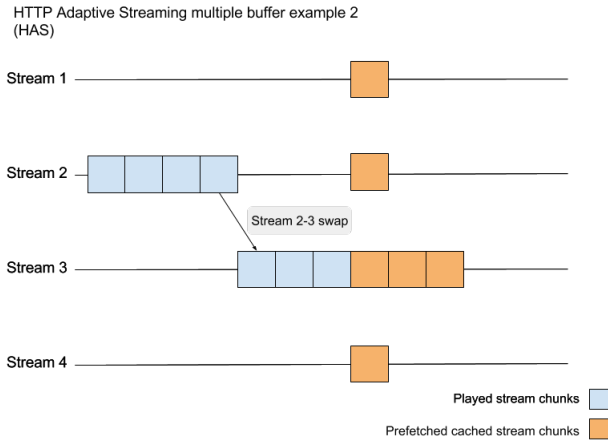 HTTP Adaptive Streaming multiple buffer example 2
(HAS)
Stream 1
Stream 2
Stream 2-3 swap
Stream 3
Stream 4
Played stream chunks
Prefetched cached stream chunks